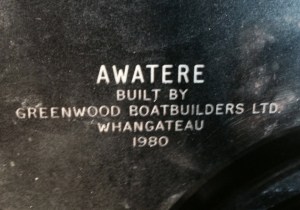 AWATERE
BUILT BY
GREENWOOD BOATBUILDERS LTD.
WHANGATEAU
1980